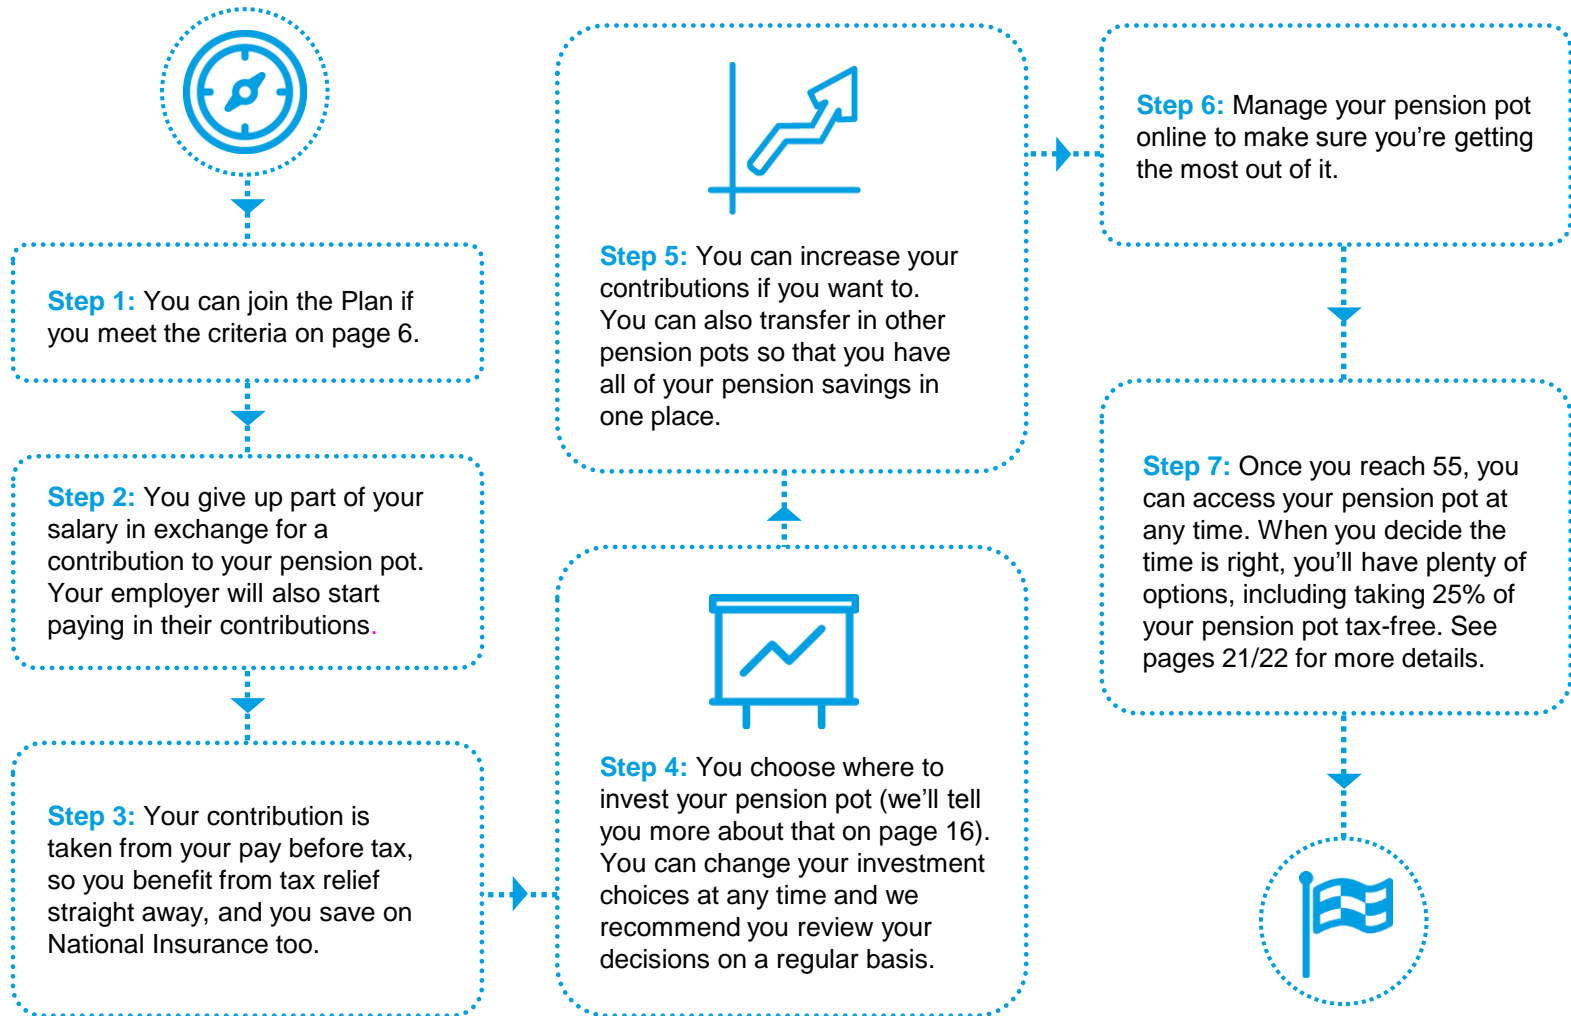 Step 1: You can join the Plan if
you meet the criteria on page 6.
Step 2: You give up part of your
salary in exchange for a
contribution to your pension pot.
Your employer will also start
paying in their contributions.
Step 3: Your contribution is
taken from your pay before tax,
so you benefit from tax relief
straight away, and you save on
National Insurance too.
Step 4: You choose where to
invest your pension pot (we’ll tell
you more about that on page 16).
You can change your investment
choices at any time and we
recommend you review your
decisions on a regular basis.
Step 5: You can increase your
contributions if you want to.
You can also transfer in other
pension pots so that you have
all of your pension savings in
one place.
Step 6: Manage your pension pot
online to make sure you’re getting
the most out of it.
Step 7: Once you reach 55, you
can access your pension pot at
any time. When you decide the
time is right, you’ll have plenty of
options, including taking 25% of
your pension pot tax-free. See
pages 21/22 for more details.